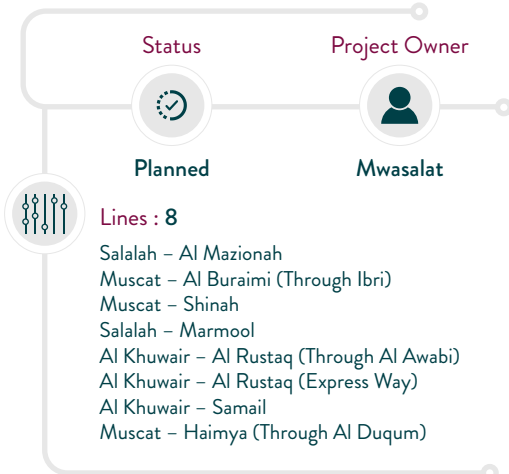 Status
Project Owner
Planned
Mwasalat
Lines : 8
Salalah – Al Mazionah
Muscat – Al Buraimi (Through Ibri)
Muscat – Shinah
Salalah – Marmool
Al Khuwair – Al Rustaq (Through Al Awabi)
Al Khuwair – Al Rustaq (Express Way)
Al Khuwair – Samail
Muscat – Haimya (Through Al Duqum)